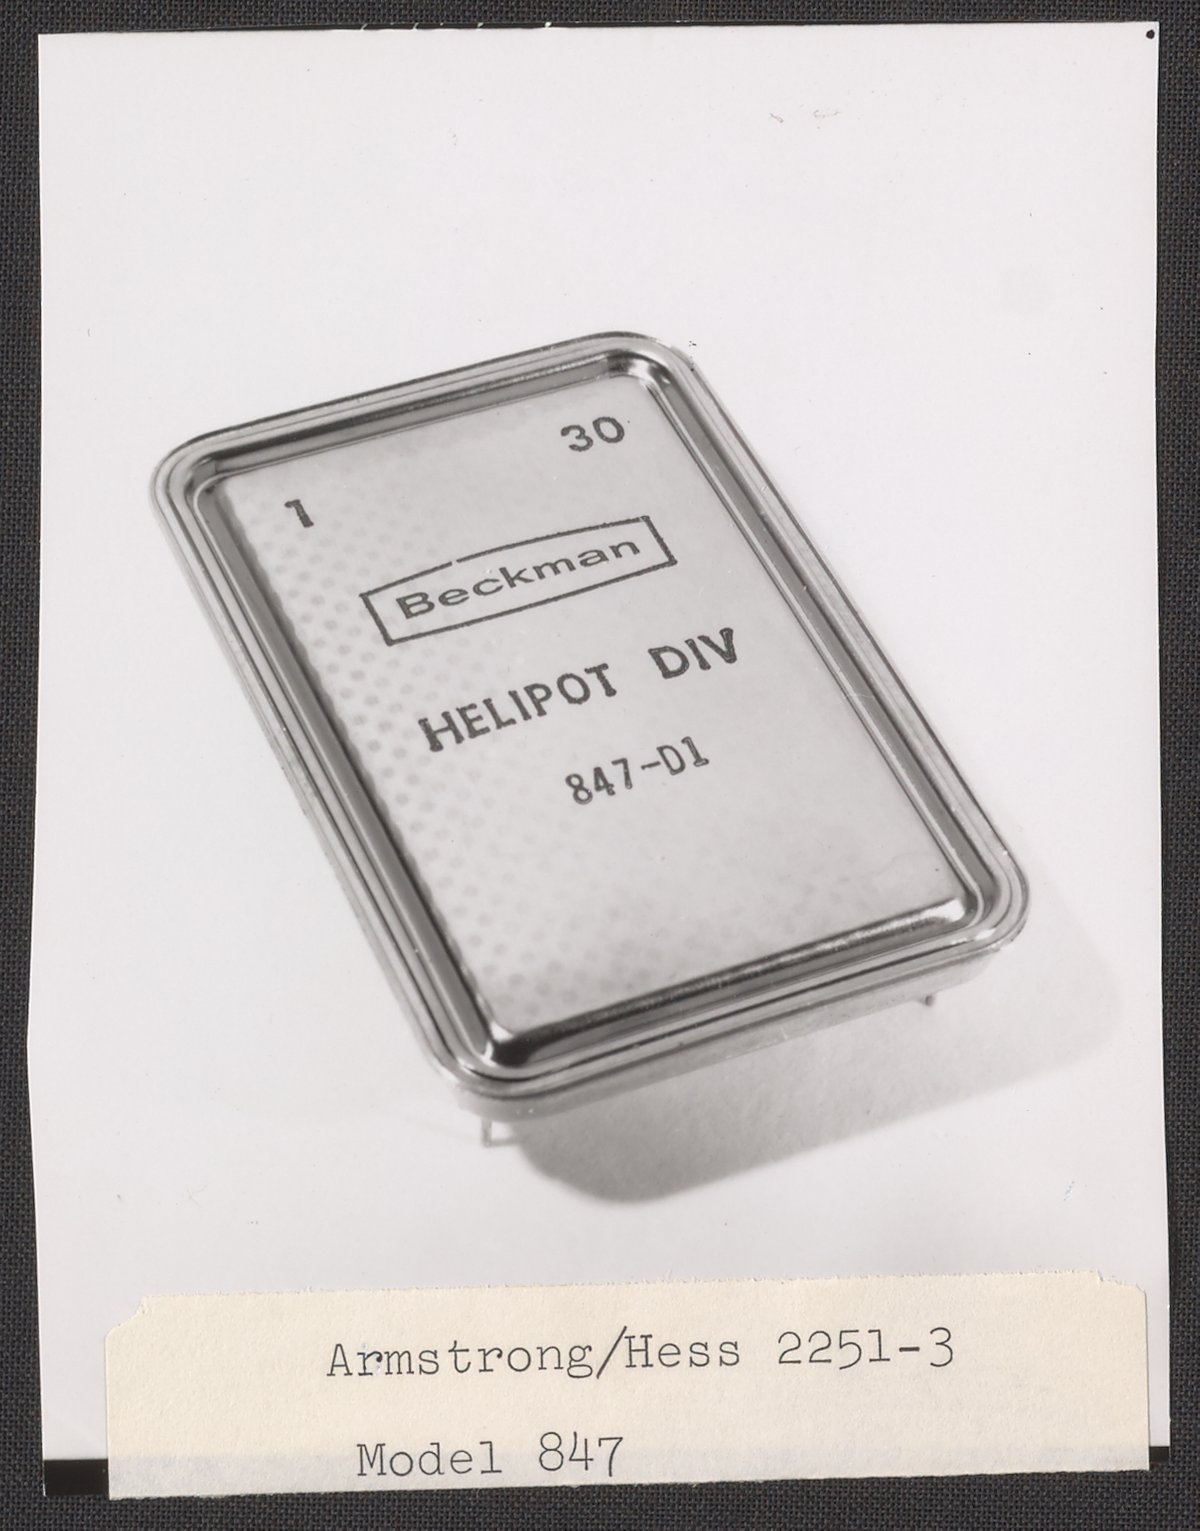 30
1
Beckman
HELIPOT DIV
847-D1
Armstrong/Hess 2251-3
Model 847